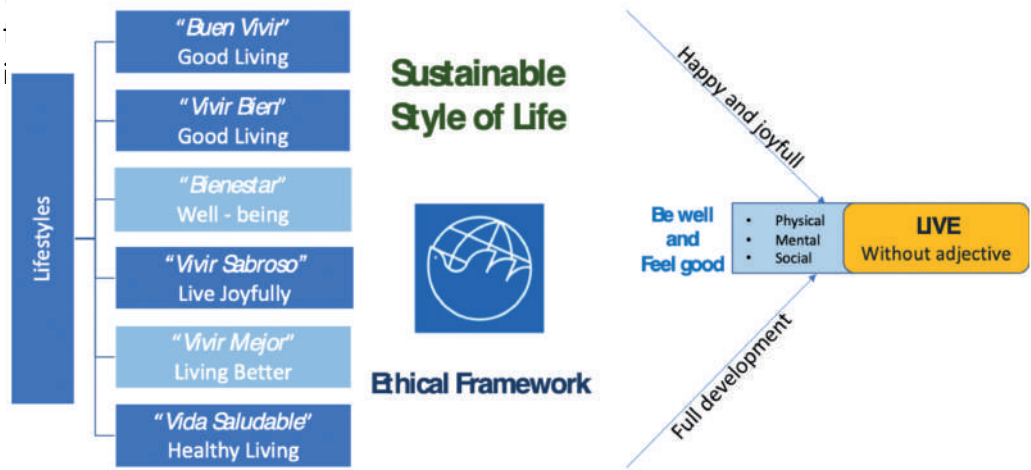 Lifestyles
“Buen Vivir”
Good Living
“Vivir Bien”
Good Living
“Bienestar”
Well - being
“Vivir Sabroso”
Live Joyfully
“Vivir Mejor”
Living Better
“Vida Saludable”
Healthy Living
Sustainable
Style of Life
Ethical Framework
Happy and joyfull
Be well
and
Feel good
• Physical
• Mental
• Social
LIVE
Without adjective
Full development